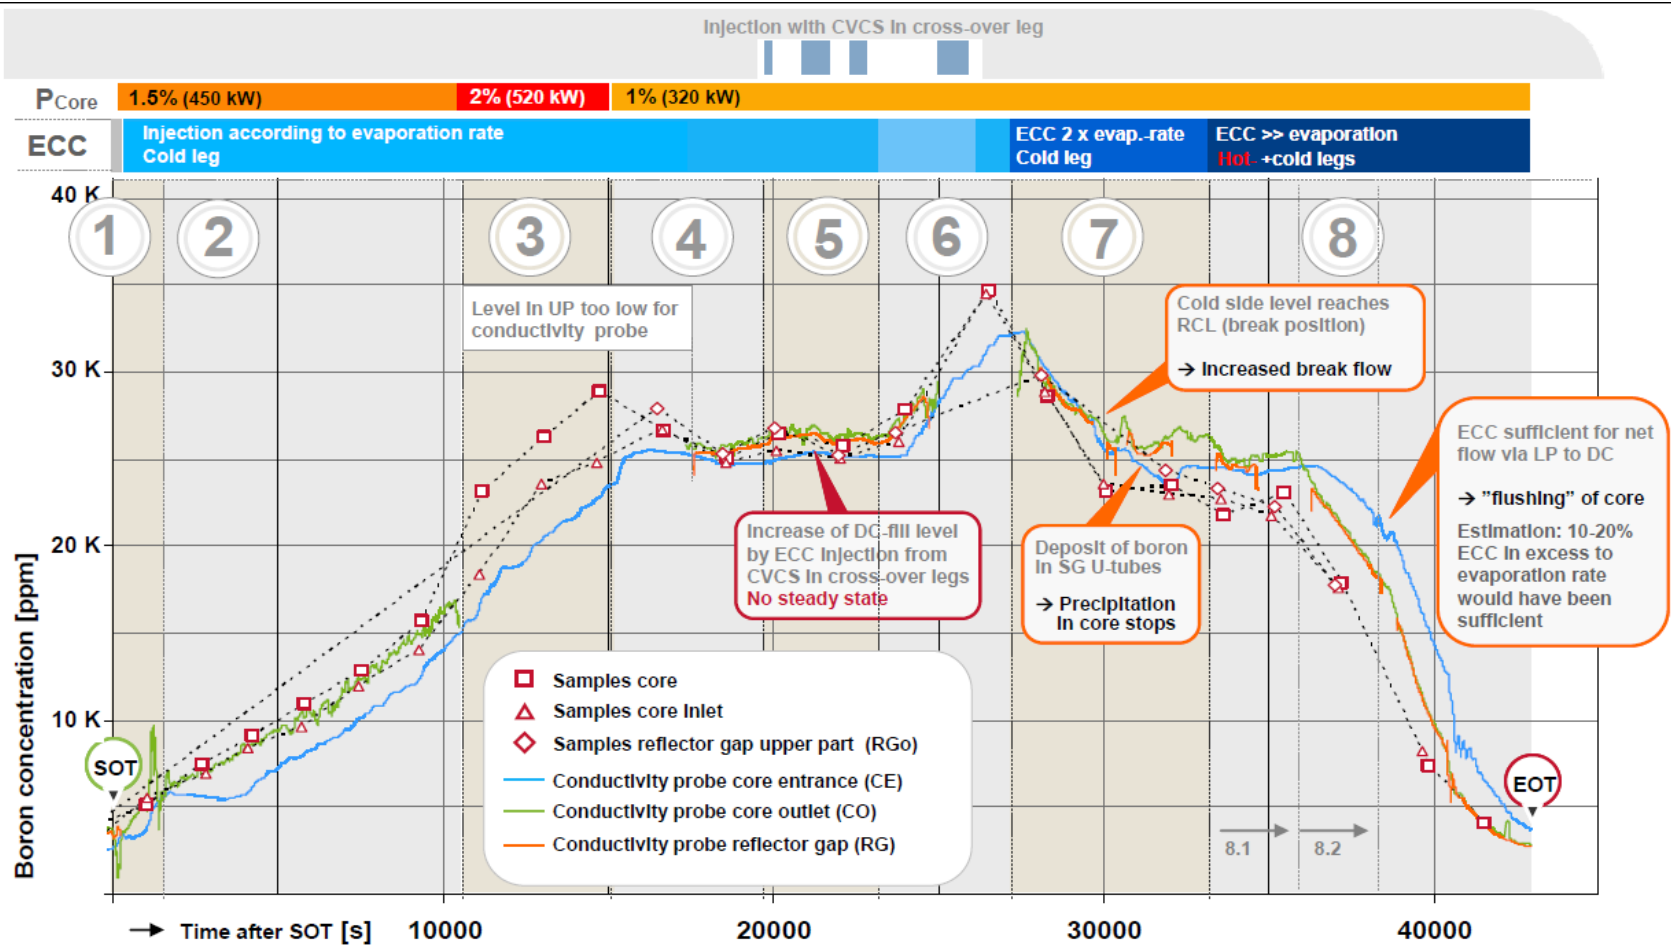 Injection with CVCS in cross-over leg
PCore
1.5% (450 kW)
2% (520 kW)
1% (320 kW)
ECC
Injection according to evaporation rate
Cold leg
ECC 2 x evap.-rate
Cold leg
ECC >> evaporation
Hot- +cold legs
40 K
30 K
20 K
10 K
Boron concentration [ppm]
1
2
3
4
5
6
7
8
Level in UP too low for
conductivity probe
Cold side level reaches
RCL (break position)
→ Increased break flow
ECC sufficient for net
flow via LP to DC
→ "flushing" of core
Estimation: 10-20%
ECC in excess to
evaporation rate
would have been
sufficient
Increase of DC-fill level
by ECC injection from
CVCS in cross-over legs
No steady state
Deposit of boron
in SG U-tubes
→ Precipitation
in core stops
SOT
Samples core
Samples core inlet
Samples reflector gap upper part (RGo)
Conductivity probe core entrance (CE)
Conductivity probe core outlet (CO)
Conductivity probe reflector gap (RG)
EOT
8.1
8.2
→ Time after SOT [s]
10000
20000
30000
40000